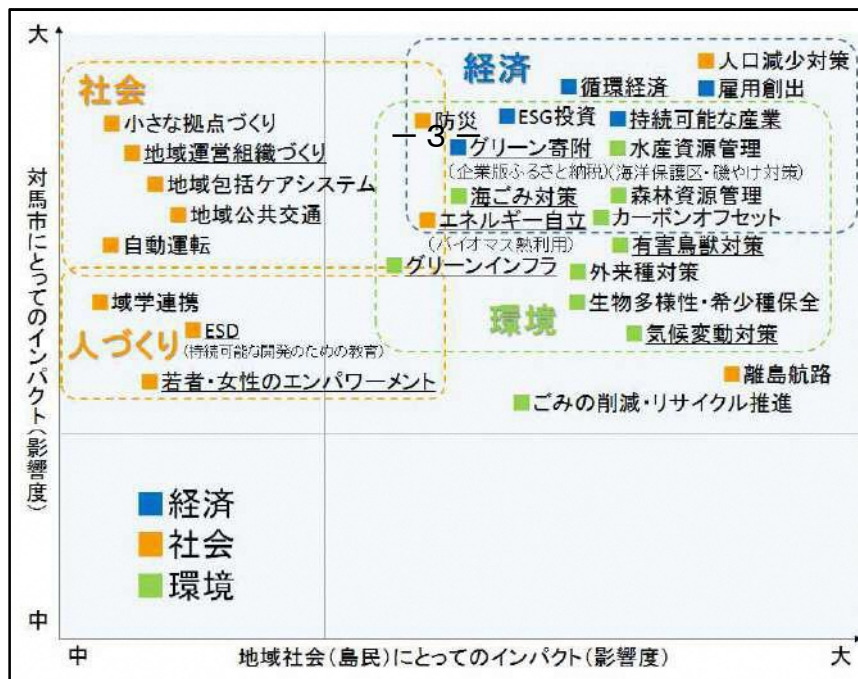 大
経済
人口減少対策
社会
循環経済
雇用創出
小さな拠点づくり
防災
ESG投資
持続可能な産業
－ 3 －
地域運営組織づくり
グリーン寄附
水産資源管理
(企業版ふるさと納税)(海洋保護区・磯やけ対策)
地域包括ケアシステム
海ごみ対策
森林資源管理
地域公共交通
エネルギー自立
カーボンオフセット
(バイオマス熱利用)
自動運転
有害鳥獣対策
グリーンインフラ
外来種対策
域学連携
環境
生物多様性・希少種保全
人づくり
ESD
(持続可能な開発のための教育)
気候変動対策
若者・女性のエンパワーメント
離島航路
ごみの削減・リサイクル推進
対馬市にとってのインパクト(影響度)
経済
社会
環境
中
中
地域社会(島民)にとってのインパクト(影響度)
大